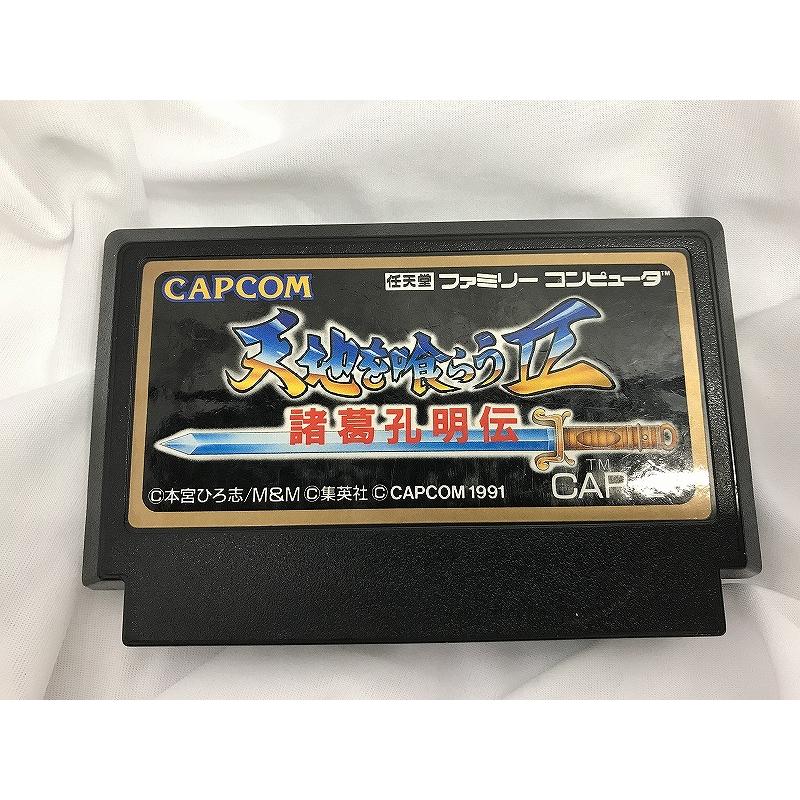 CAPCOM
任天堂 ファミリー コンピュータ™
天地を喰らうII
諸葛孔明伝
TM
©本宮ひろ志/M&M ©集英社 © CAPCOM 1991